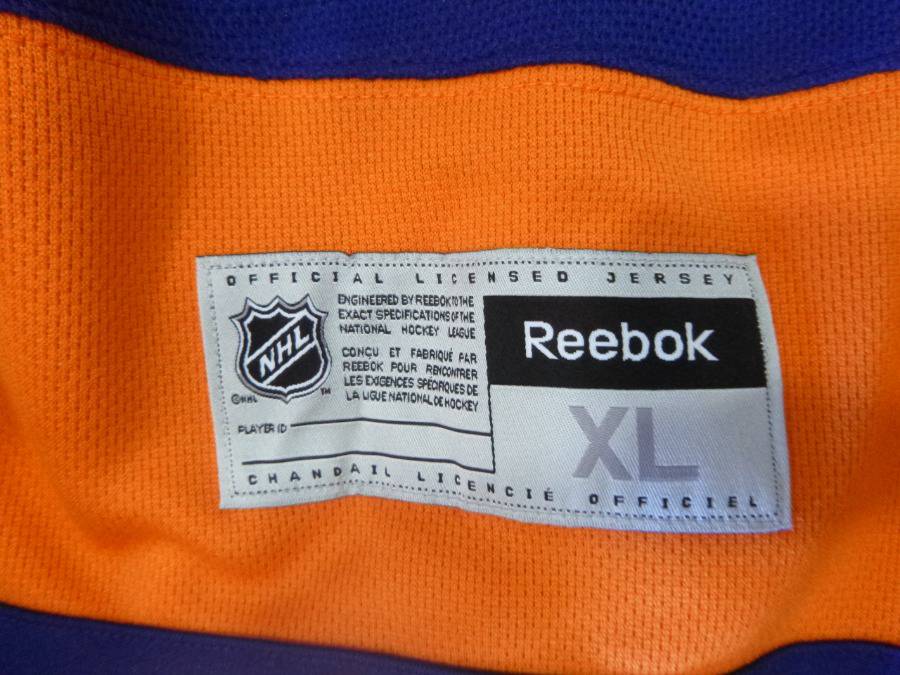 OFFICIAL LICENSED JERSEY
NHL
©NHL
TM
ENGINEERED BY REEBOK TO THE
EXACT SPECIFICATIONS OF THE
NATIONAL HOCKEY LEAGUE
CONÇU ET FABRIQUÉ PAR
REEBOK POUR RENCONTRER
LES EXIGENCES SPÉCIFIQUES DE
LA LIGUE NATIONAL DE HOCKEY
Reebok
XL
PLAYER ID
CHANDAIL LICENCIÉ OFFICIEL